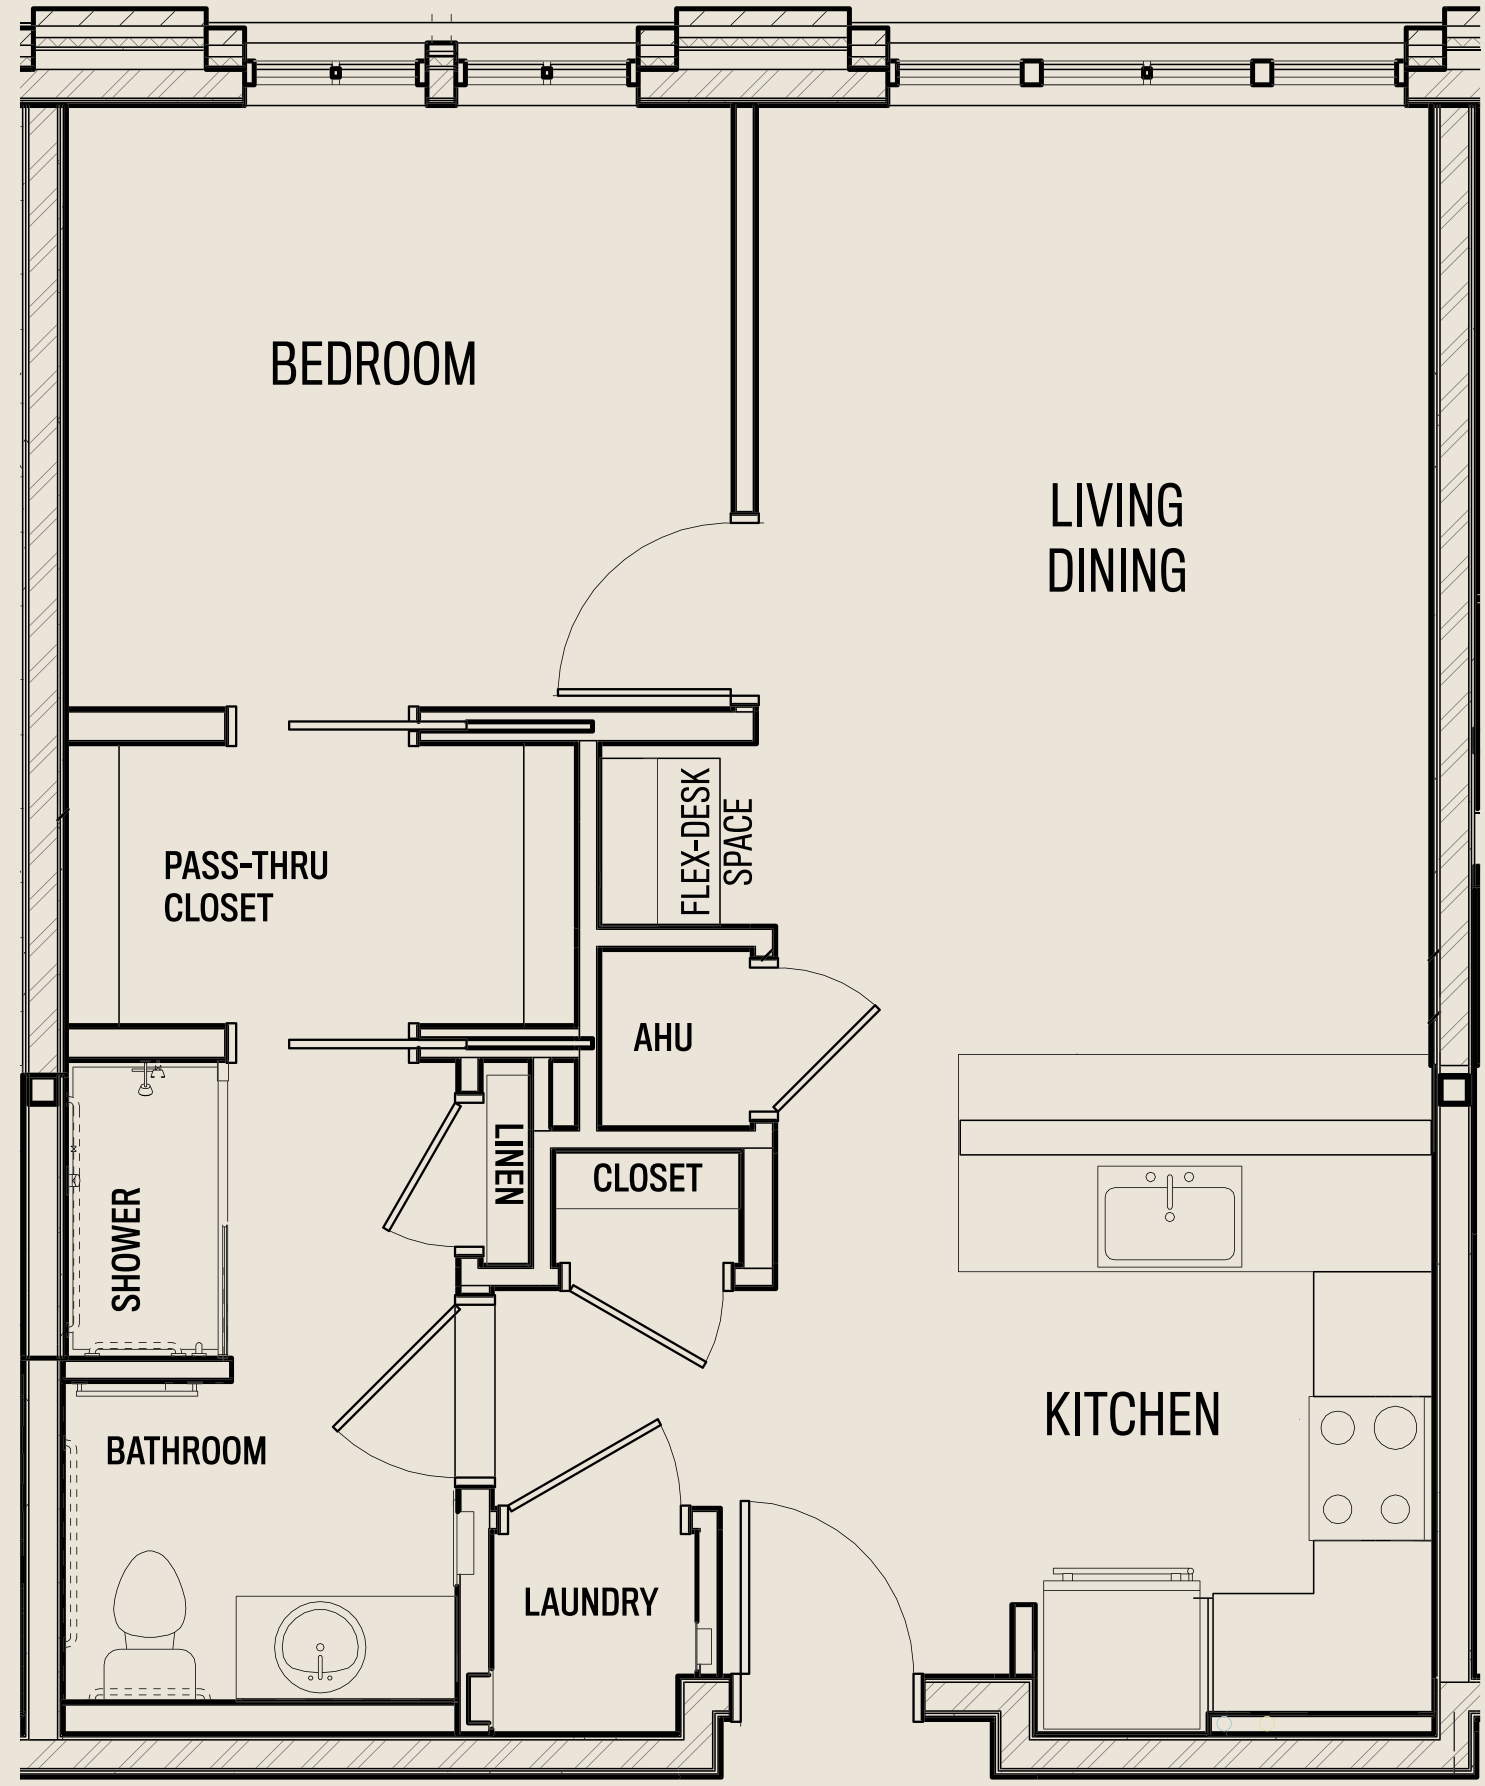 BEDROOM
LIVING
DINING
FLEX-DESK
SPACE
PASS-THRU
CLOSET
AHU
LINEN
CLOSET
SHOWER
KITCHEN
BATHROOM
LAUNDRY